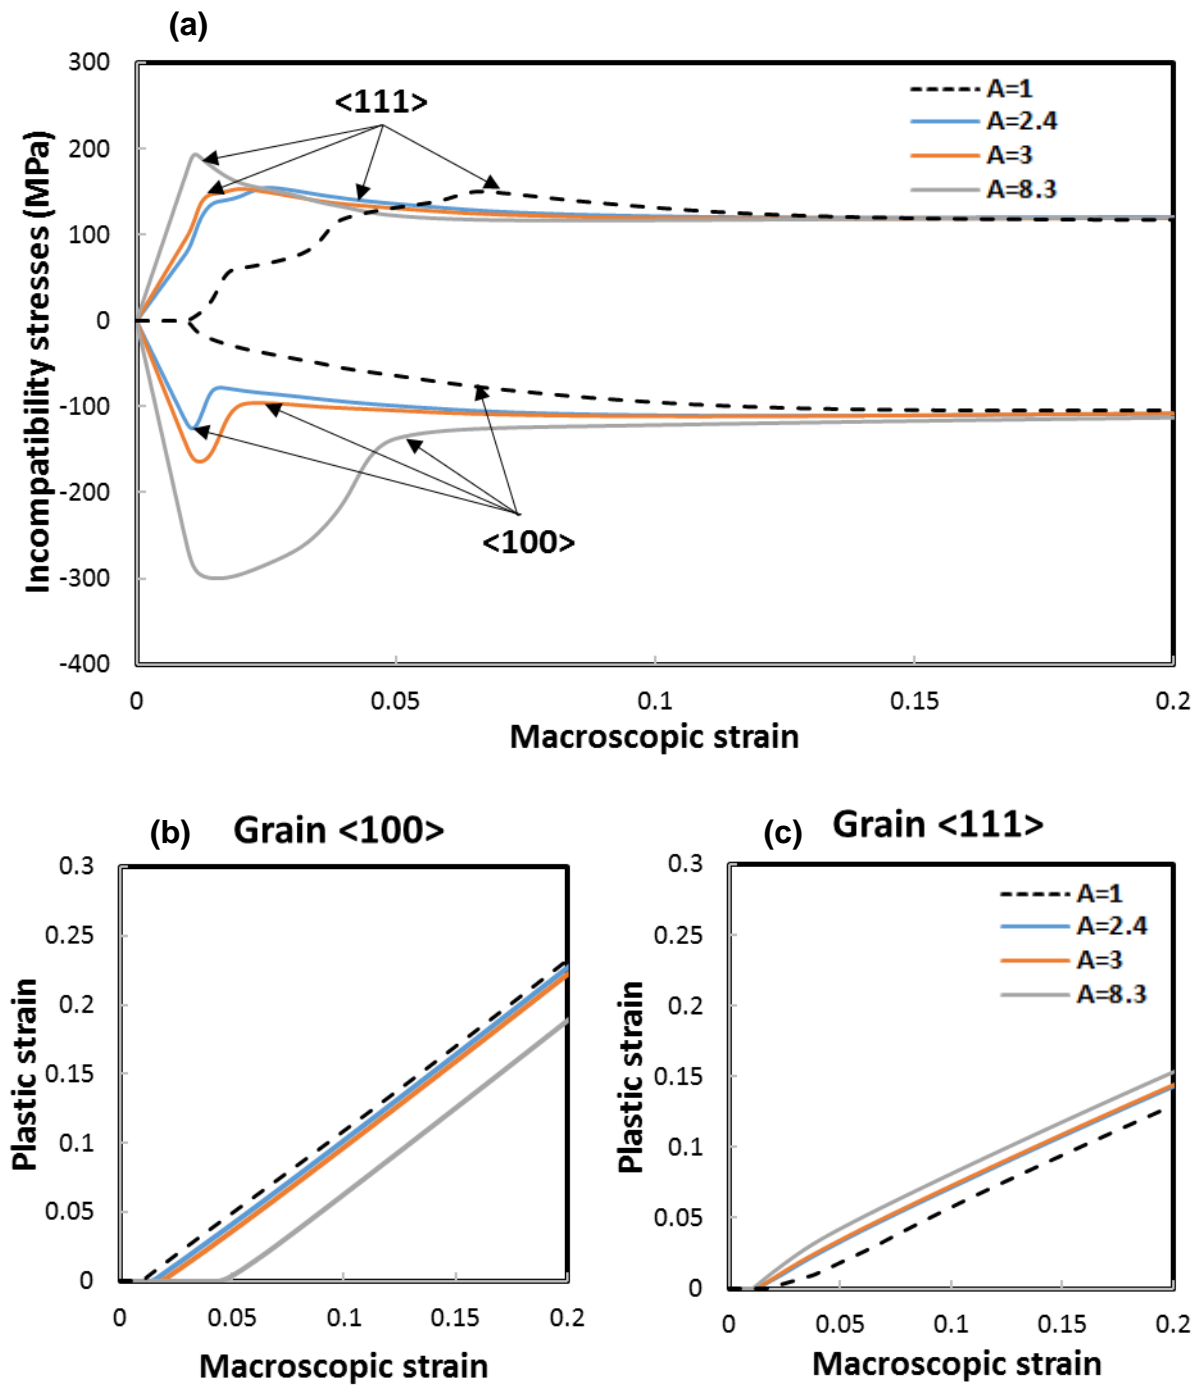 (a)
300
200
100
0
-100
-200
-300
-400
Incompatibility stresses (MPa)
<111>
<100>
A=1
A=2.4
A=3
A=8.3
0 0.05 0.1 0.15 0.2
Macroscopic strain
(b) Grain <100>
0.3
0.25
0.2
0.15
0.1
0.05
0
Plastic strain
0 0.05 0.1 0.15 0.2
Macroscopic strain
(c) Grain <111>
0.3
0.25
0.2
0.15
0.1
0.05
0
Plastic strain
A=1
A=2.4
A=3
A=8.3
0 0.05 0.1 0.15 0.2
Macroscopic strain